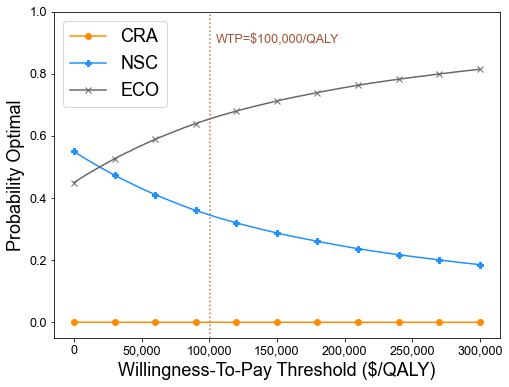 CRA
NSC
ECO
WTP=$100,000/QALY
Probability Optimal
1.0
0.8
0.6
0.4
0.2
0.0
0 50,000 100,000 150,000 200,000 250,000 300,000
Willingness-To-Pay Threshold ($/QALY)